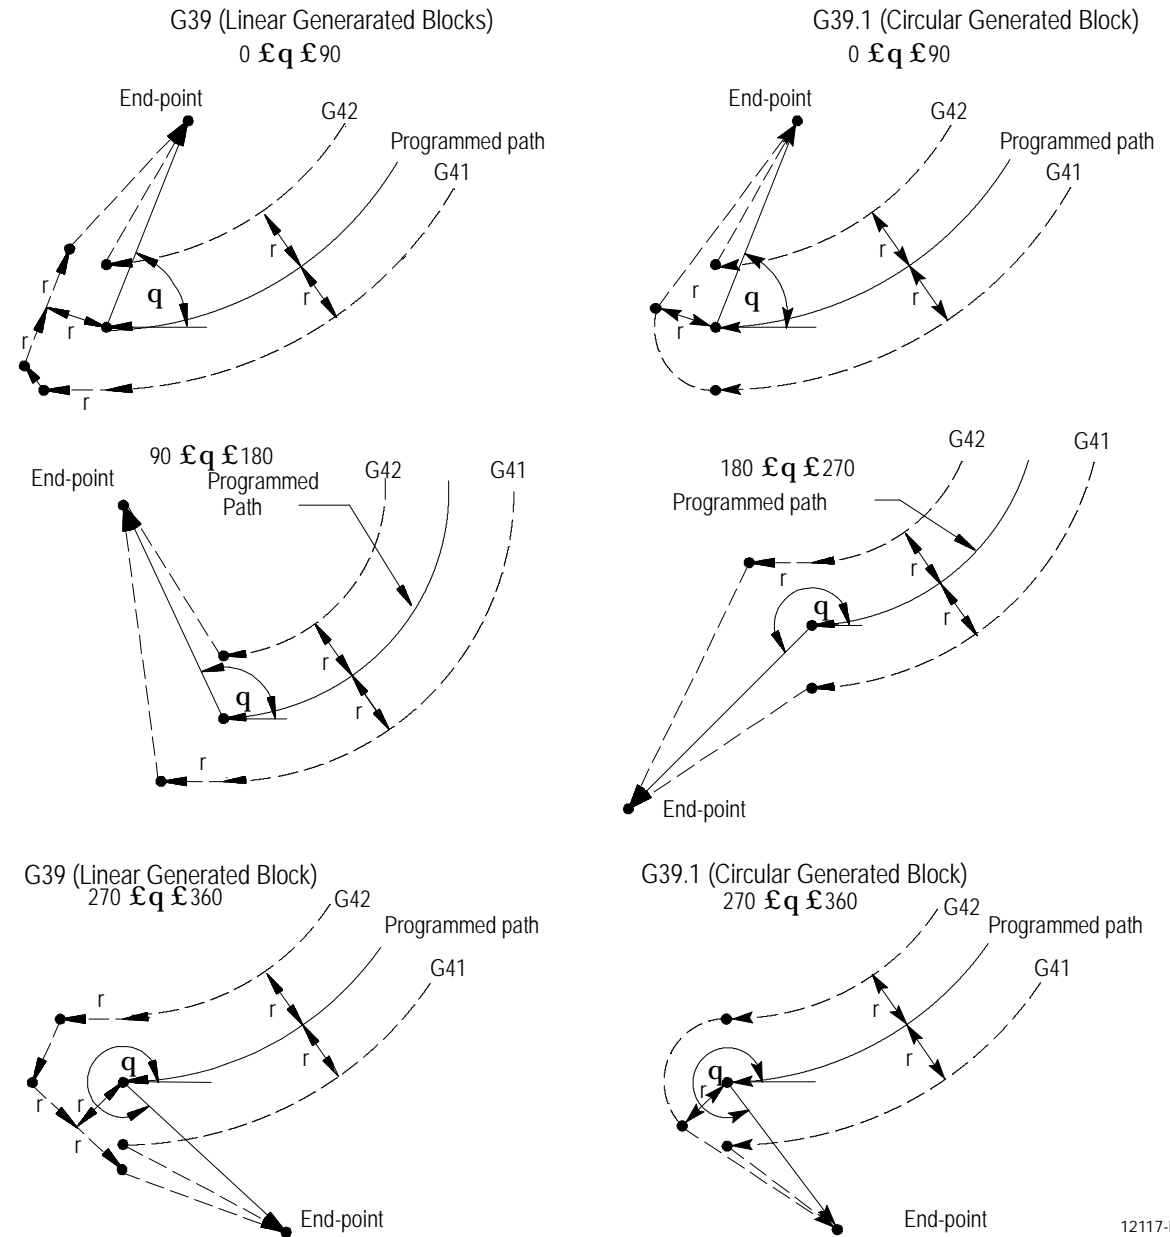 G39 (Linear Generarated Blocks)
0 £q £90
End-point
G42
Programmed path
G41
r
r
q
r
r
r
r
G39.1 (Circular Generated Block)
0 £q £90
End-point
G42
Programmed path
G41
r
r
r
q
r
90 £q £180
End-point
Programmed
Path
G42
G41
r
q
r
r
180 £q £270
Programmed path
G42
G41
r
r
q
r
End-point
G39 (Linear Generated Block)
270 £q £360
G42
Programmed path
G41
r
r
q
r
r
r
r
End-point
G39.1 (Circular Generated Block)
270 £q £360
G42
Programmed path
G41
r
q
r
r
End-point